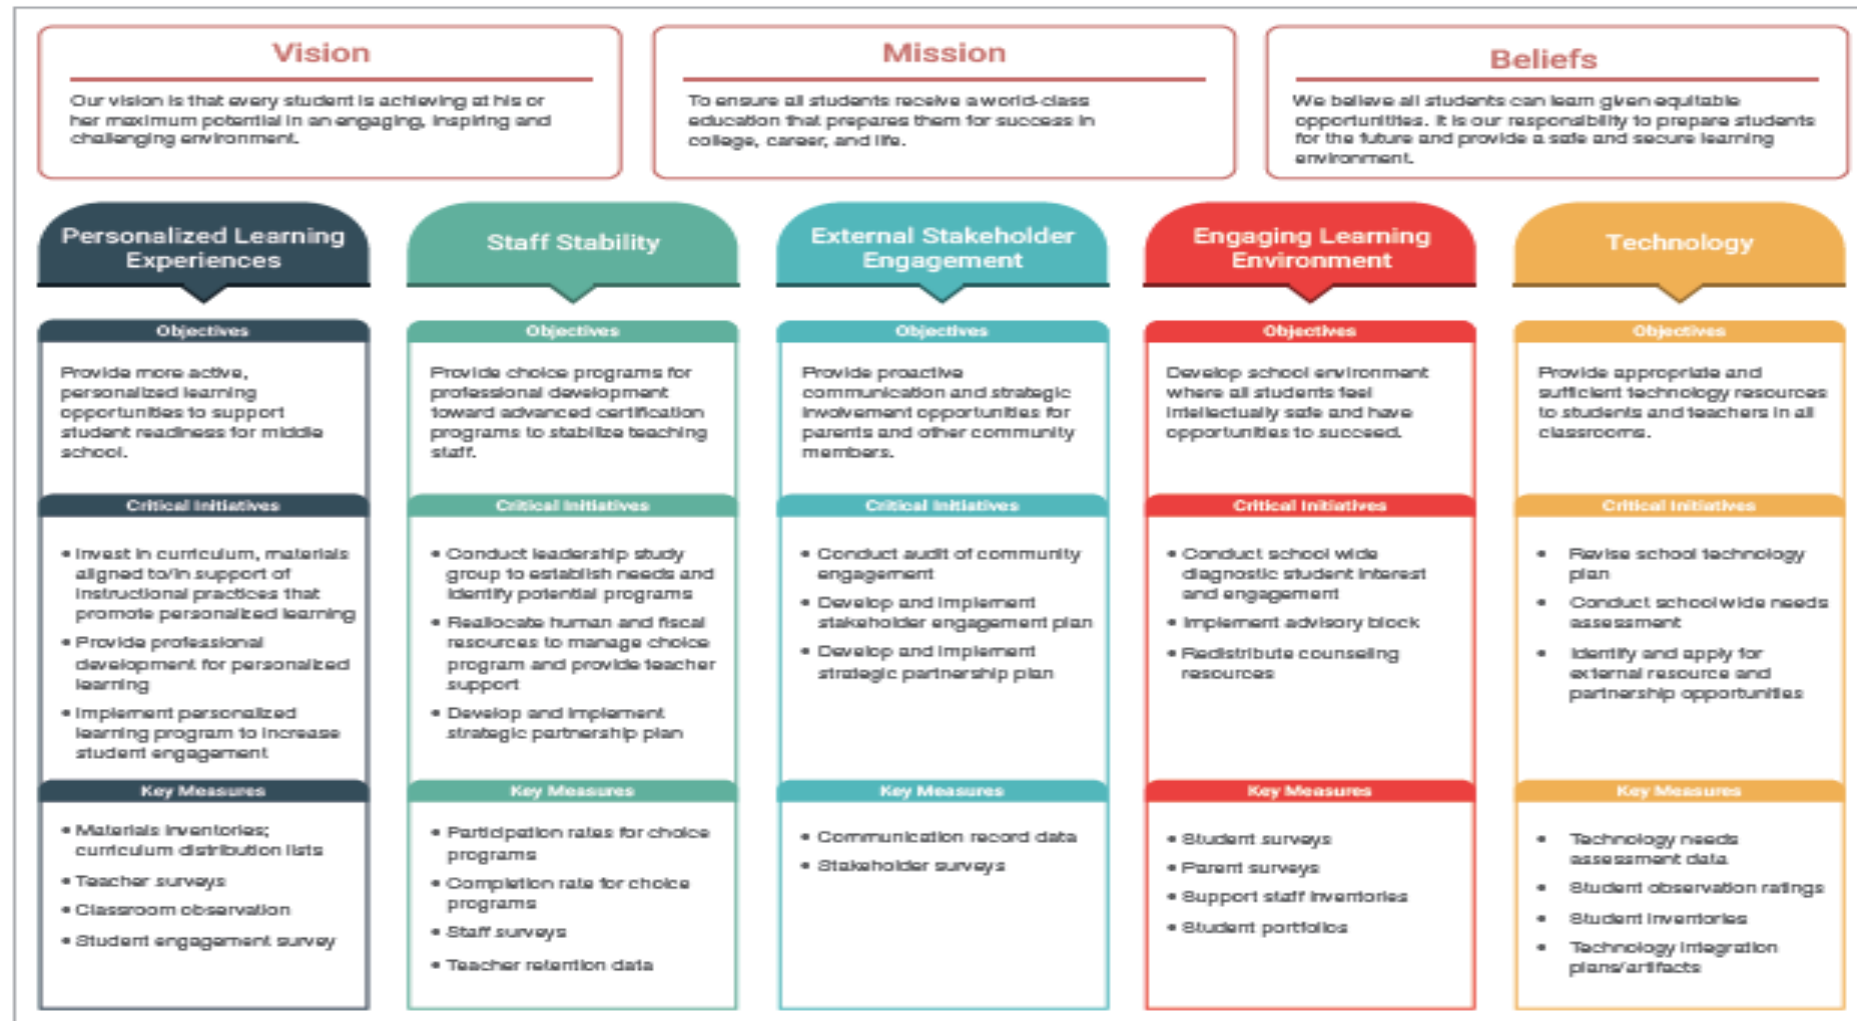 Vision
Our vision is that every student is achieving at his or
her maximum potential in an engaging, inspiring and
challenging environment.
Mission
To ensure all students receive a world-class
education that prepares them for success in
college, career, and life.
Beliefs
We believe all students can learn given equitable
opportunities. It is our responsibility to prepare students
for the future and provide a safe and secure learning
environment.
Personalized Learning
Experiences
Objectives
Provide more active,
personalized learning
opportunities to support
student readiness for middle
school.
Critical Initiatives
• Invest in curriculum, materials
aligned to/in support of
instructional practices that
promote personalized learning
• Provide professional
development for personalized
learning
• Implement personalized
learning program to increase
student engagement
Key Measures
• Materials inventories;
curriculum distribution lists
• Teacher surveys
• Classroom observation
• Student engagement survey
Staff Stability
Objectives
Provide choice programs for
professional development
toward advanced certification
programs to stabilize teaching
staff.
Critical Initiatives
• Conduct leadership study
group to establish needs and
identify potential programs
• Reallocate human and fiscal
resources to manage choice
program and provide teacher
support
• Develop and implement
strategic partnership plan
Key Measures
• Participation rates for choice
programs
• Completion rate for choice
programs
• Staff surveys
• Teacher retention data
External Stakeholder
Engagement
Objectives
Provide proactive
communication and strategic
involvement opportunities for
parents and other community
members.
Critical Initiatives
• Conduct audit of community
engagement
• Develop and implement
stakeholder engagement plan
• Develop and implement
strategic partnership plan
Key Measures
• Communication record data
• Stakeholder surveys
Engaging Learning
Environment
Objectives
Develop school environment
where all students feel
intellectually safe and have
opportunities to succeed.
Critical Initiatives
• Conduct school wide
diagnostic student interest
and engagement
• Implement advisory block
• Redistribute counseling
resources
Key Measures
• Student surveys
• Parent surveys
• Support staff inventories
• Student portfolios
Technology
Objectives
Provide appropriate and
sufficient technology resources
to students and teachers in all
classrooms.
Critical Initiatives
• Revise school technology
plan
• Conduct schoolwide needs
assessment
• Identify and apply for
external resource and
partnership opportunities
Key Measures
• Technology needs
assessment data
• Student observation ratings
• Student inventories
• Technology integration
plans/artifacts